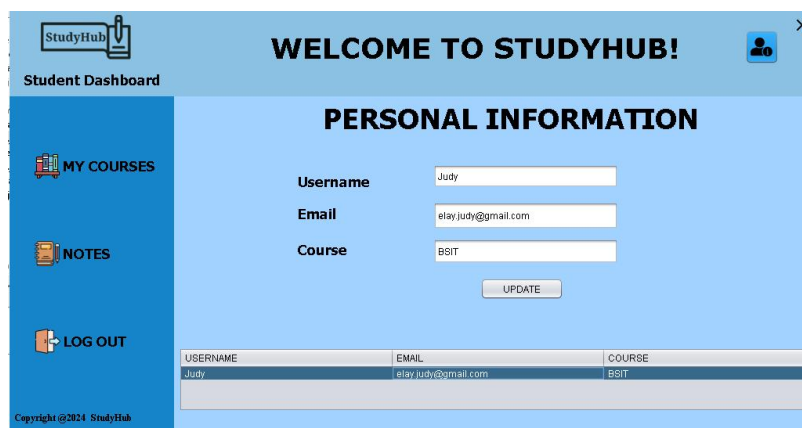 StudyHub
Student Dashboard
WELCOME TO STUDYHUB!
MY COURSES
NOTES
LOG OUT
Copyright @2024 StudyHub
PERSONAL INFORMATION
Username Judy
Email elay.judy@gmail.com
Course BSIT
UPDATE
USERNAME EMAIL COURSE
Judy elay.judy@gmail.com BSIT